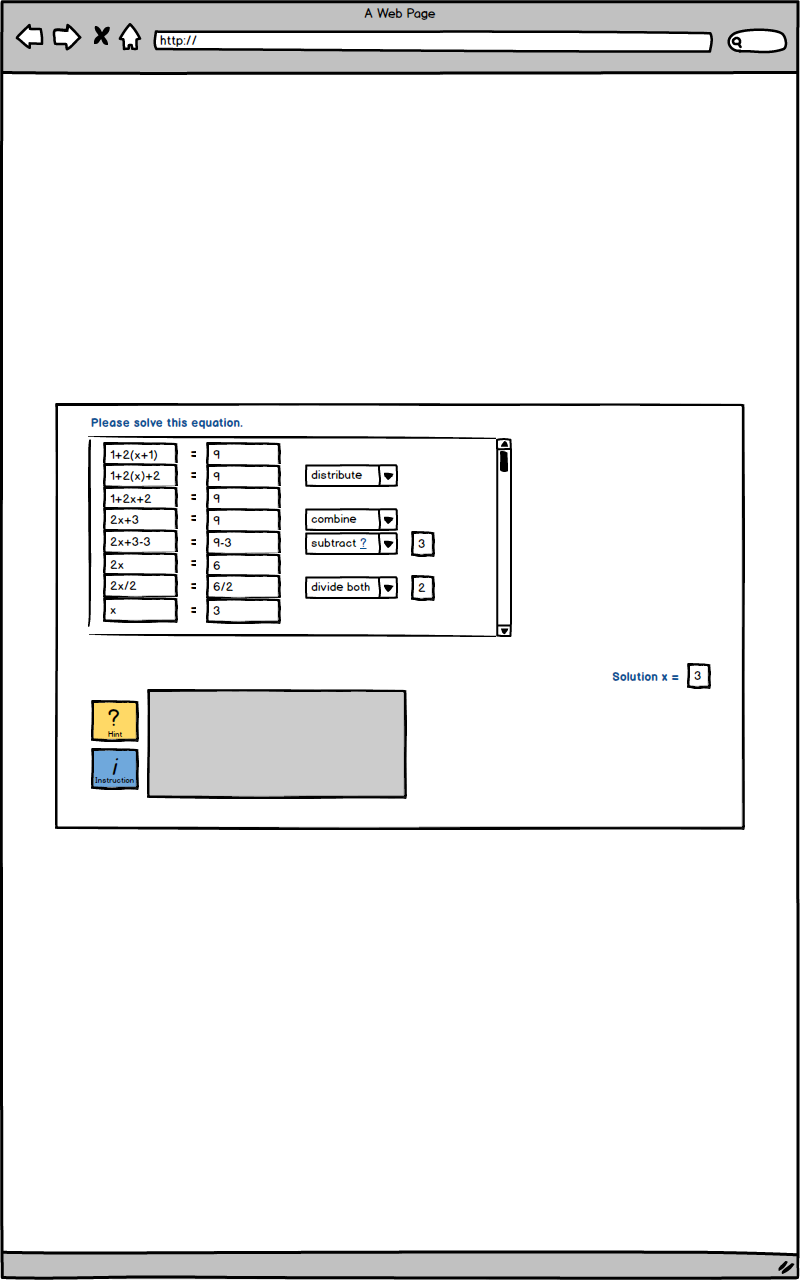 A Web Page
http://
Please solve this equation.
1+2(x+1) = 9
1+2(x)+2 = 9 distribute
1+2x+2 = 9
2x+3 = 9 combine
2x+3-3 = 9-3 subtract ? 3
2x = 6
2x/2 = 6/2 divide both 2
x = 3
Solution x = 3
?
Hint
i
Instruction